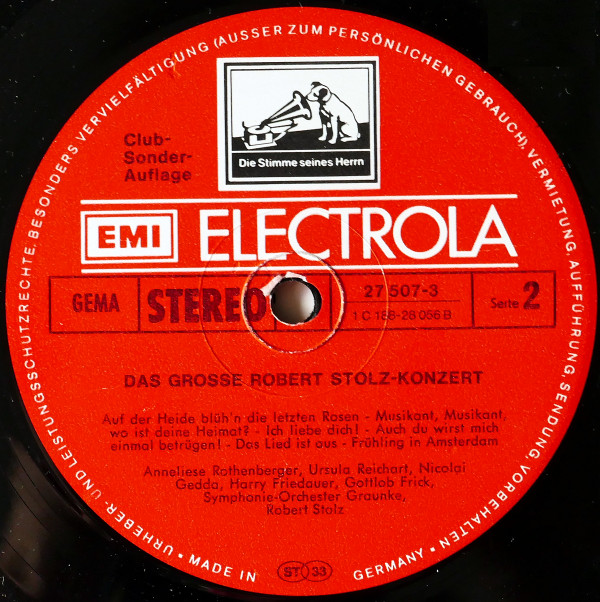 URHEBER- UND LEISTUNGSSCHUTZRECHTE, BESONDERS VERVIELFÄLTIGUNG (AUSSER ZUM PERSÖNLICHEN GEBRAUCH), VERMIETUNG, AUFFÜHRUNG, SENDUNG, VORBEHALTEN •
Club-
Sonder-
Auflage
Die Stimme seines Herrn
EMI ELECTROLA
GEMA STEREO 27 507-3 Seite 2
1 C 188-28 056 B
DAS GROSSE ROBERT STOLZ-KONZERT
Auf der Heide blüh'n die letzten Rosen - Musikant, Musikant,
wo ist deine Heimat? - Ich liebe dich! - Auch du wirst mich
einmal betrügen! - Das Lied ist aus - Frühling in Amsterdam
Anneliese Rothenberger, Ursula Reichart, Nicolai
Gedda, Harry Friedauer, Gottlob Frick,
Symphonie-Orchester Graunke,
Robert Stolz
• MADE IN GERMANY •
ST 33